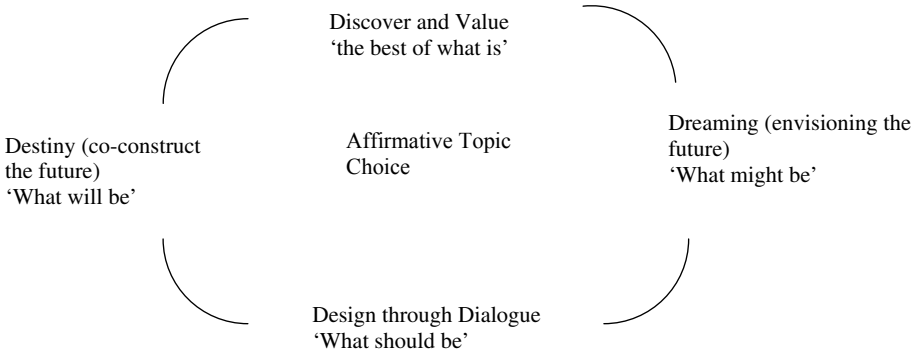 Discover and Value
‘the best of what is’
Destiny (co-construct
the future)
‘What will be’
Affirmative Topic
Choice
Dreaming (envisioning the
future)
‘What might be’
Design through Dialogue
‘What should be’